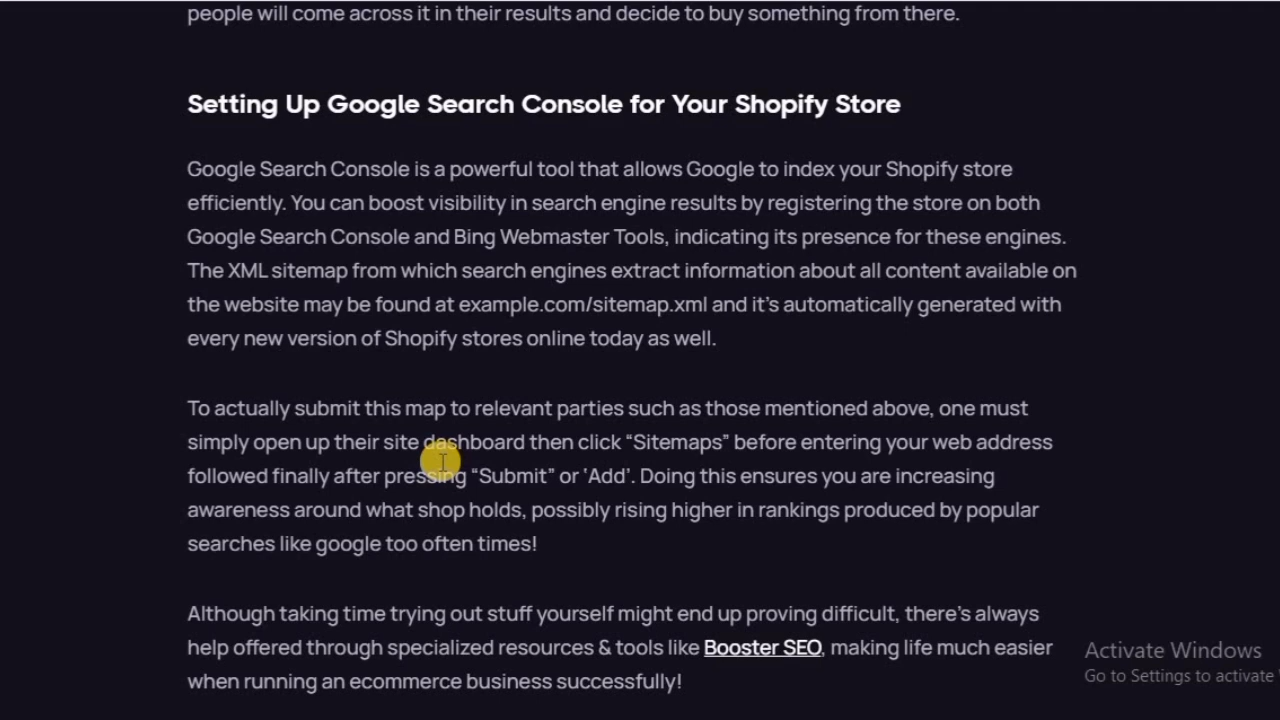 people will come across it in their results and decide to buy something from there.
Setting Up Google Search Console for Your Shopify Store
Google Search Console is a powerful tool that allows Google to index your Shopify store
efficiently. You can boost visibility in search engine results by registering the store on both
Google Search Console and Bing Webmaster Tools, indicating its presence for these engines.
The XML sitemap from which search engines extract information about all content available on
the website may be found at example.com/sitemap.xml and it’s automatically generated with
every new version of Shopify stores online today as well.
To actually submit this map to relevant parties such as those mentioned above, one must
simply open up their site dashboard then click “Sitemaps” before entering your web address
followed finally after pressing “Submit” or ‘Add’. Doing this ensures you are increasing
awareness around what shop holds, possibly rising higher in rankings produced by popular
searches like google too often times!
Although taking time trying out stuff yourself might end up proving difficult, there’s always
help offered through specialized resources & tools like Booster SEO, making life much easier
when running an ecommerce business successfully!
Activate Windows
Go to Settings to activate